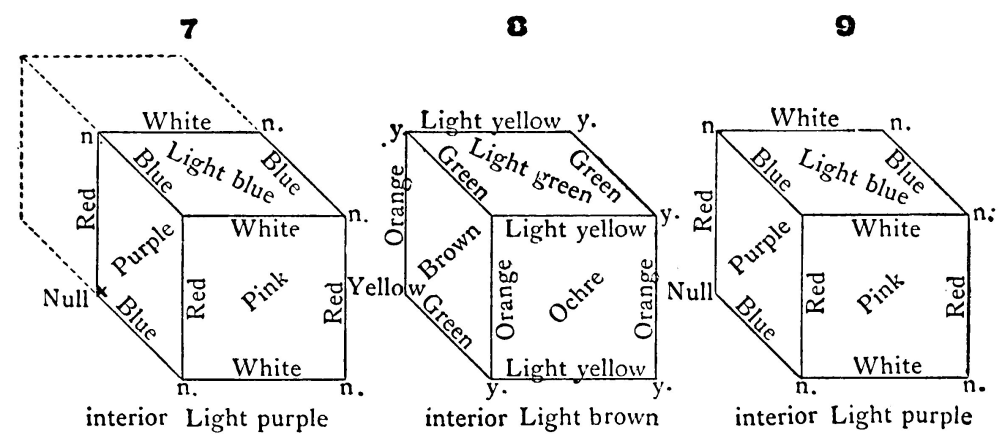 7 8 9
White
n. n.
Blue Light blue Blue
Red
n.
White
Purple
Red Pink Red
Null
Blue
White
n. n.
interior Light purple
y. Light yellow y.
Green Light green Green
Orange
y.
Light yellow
Brown
Orange Ochre Orange
Yellow
Green
Light yellow
y. y.
interior Light brown
White
n. n.
Blue Light blue Blue
Red
n.
White
Purple
Red Pink Red
Null
Blue
White
n. n.
interior Light purple